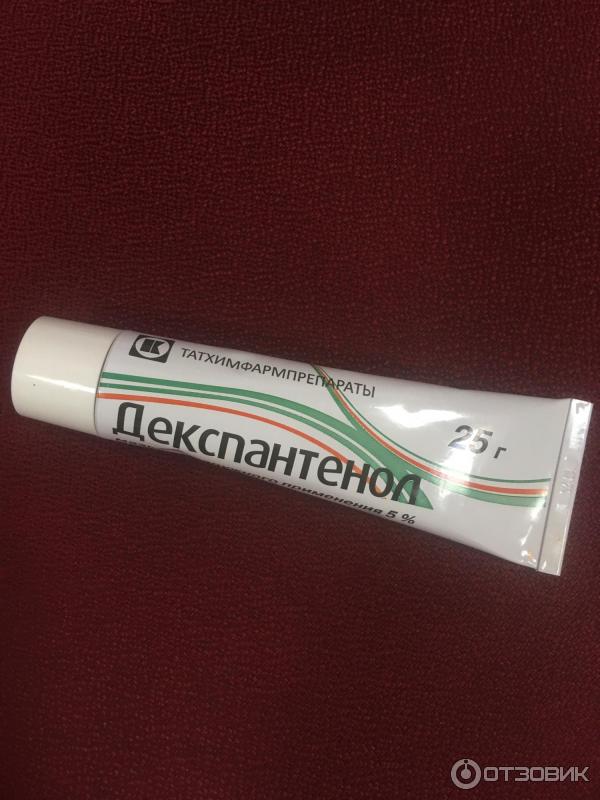 К ТАТХИМФАРМПРЕПАРАТЫ
25 г
Декспантенол
применения 5 %
ОТЗОВИК